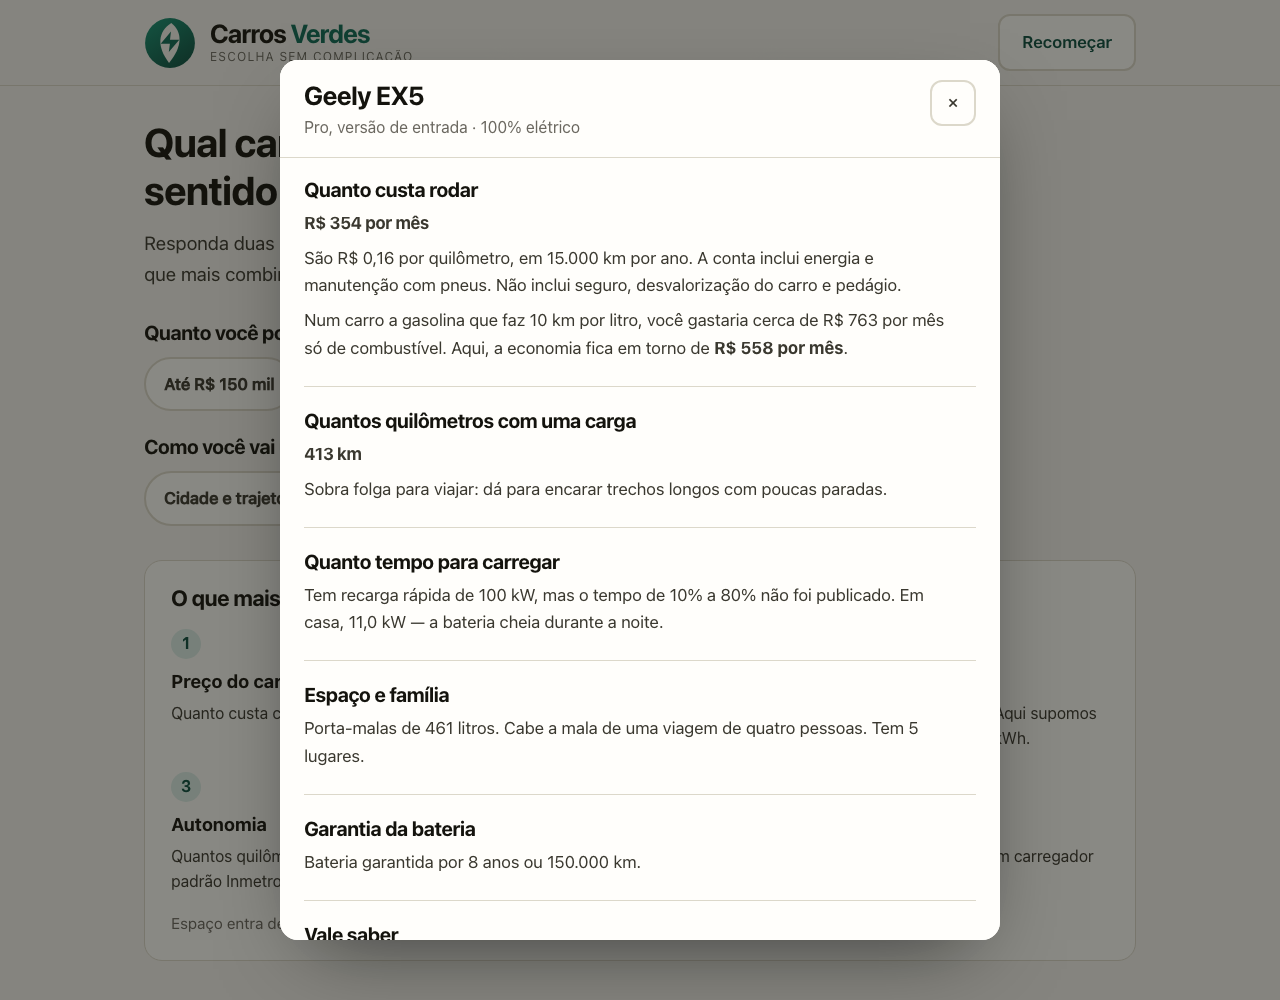 Carros Verdes
ESCOLHA SEM COMPLICAÇÃO
Recomeçar
Geely EX5
×
Pro, versão de entrada · 100% elétrico
Quanto custa rodar
R$ 354 por mês
São R$ 0,16 por quilômetro, em 15.000 km por ano. A conta inclui energia e
manutenção com pneus. Não inclui seguro, desvalorização do carro e pedágio.
Num carro a gasolina que faz 10 km por litro, você gastaria cerca de R$ 763 por mês
só de combustível. Aqui, a economia fica em torno de R$ 558 por mês.
Quantos quilômetros com uma carga
413 km
Sobra folga para viajar: dá para encarar trechos longos com poucas paradas.
Quanto tempo para carregar
Tem recarga rápida de 100 kW, mas o tempo de 10% a 80% não foi publicado. Em
casa, 11,0 kW — a bateria cheia durante a noite.
Espaço e família
Porta-malas de 461 litros. Cabe a mala de uma viagem de quatro pessoas. Tem 5
lugares.
Garantia da bateria
Bateria garantida por 8 anos ou 150.000 km.
Vale saber
Qual
sentido
Responda duas
que mais
Quanto você
Até R$ 150 mil
Como você vai
Cidade e
O que mais
1
Preço do
Quanto custa
Aqui supomos
kWh.
3
Autonomia
Quantos
carregador
padrão Inmetro
Espaço entra